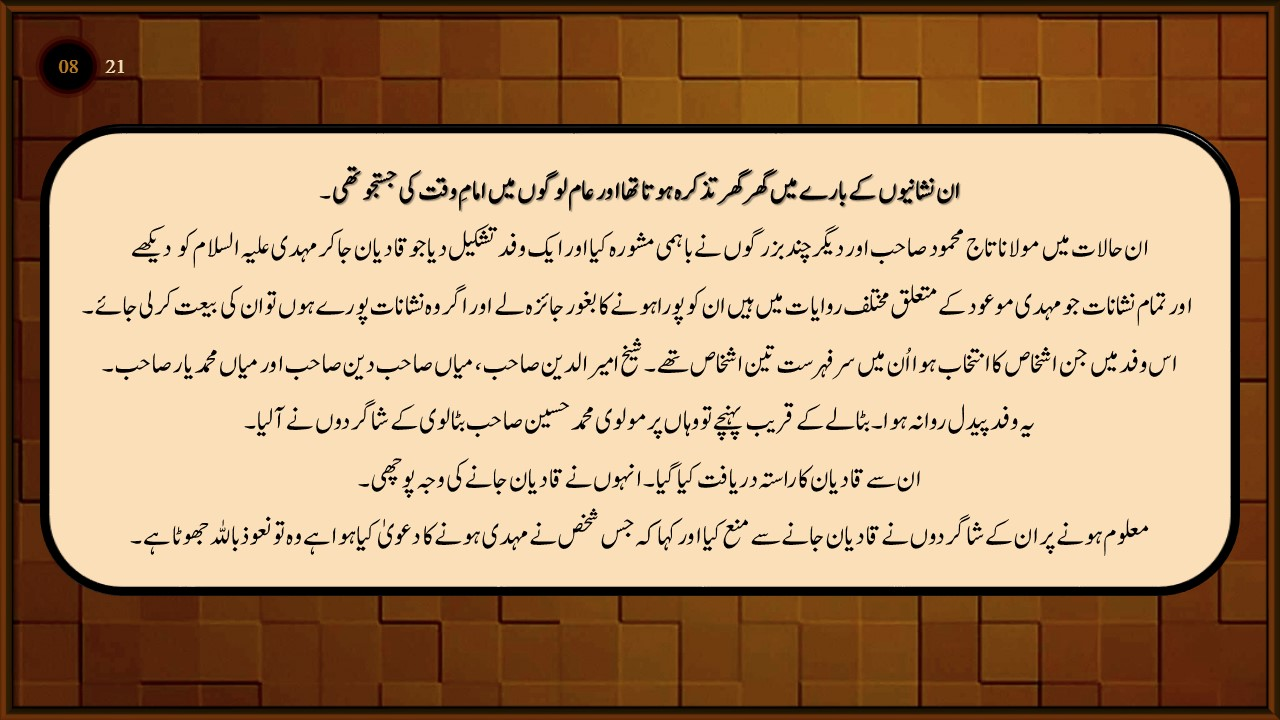 08 21
ان نشانیوں کے بارے میں گھر گھر تذکرہ ہوتا تھا اور عام لوگوں میں امامِ وقت کی جستجو تھی۔
ان حالات میں مولانا تاج محمود صاحب اور دیگر چند بزرگوں نے باہمی مشورہ کیا اور ایک وفد تشکیل دیا جو قادیان جا کر مہدی علیہ السلام کو دیکھے
اور تمام نشانات جو مہدی موعود کے متعلق مختلف روایات میں ہیں ان کو پورا ہونے کا بغور جائزہ لے اور اگر وہ نشانات پورے ہوں تو ان کی بیعت کر لی جائے۔
اس وفد میں جن اشخاص کا انتخاب ہوا اُن میں سر فہرست تین اشخاص تھے۔ شیخ امیر الدین صاحب، میاں صاحب دین صاحب اور میاں محمد یار صاحب۔
یہ وفد پیدل روانہ ہوا۔ بٹالے کے قریب پہنچے تو وہاں پر مولوی محمد حسین صاحب بٹالوی کے شاگردوں نے آ لیا۔
ان سے قادیان کا راستہ دریافت کیا گیا۔ انہوں نے قادیان جانے کی وجہ پوچھی۔
معلوم ہونے پر ان کے شاگردوں نے قادیان جانے سے منع کیا اور کہا کہ جس شخص نے مہدی ہونے کا دعویٰ کیا ہوا ہے وہ تو نعوذ باللہ جھوٹا ہے۔